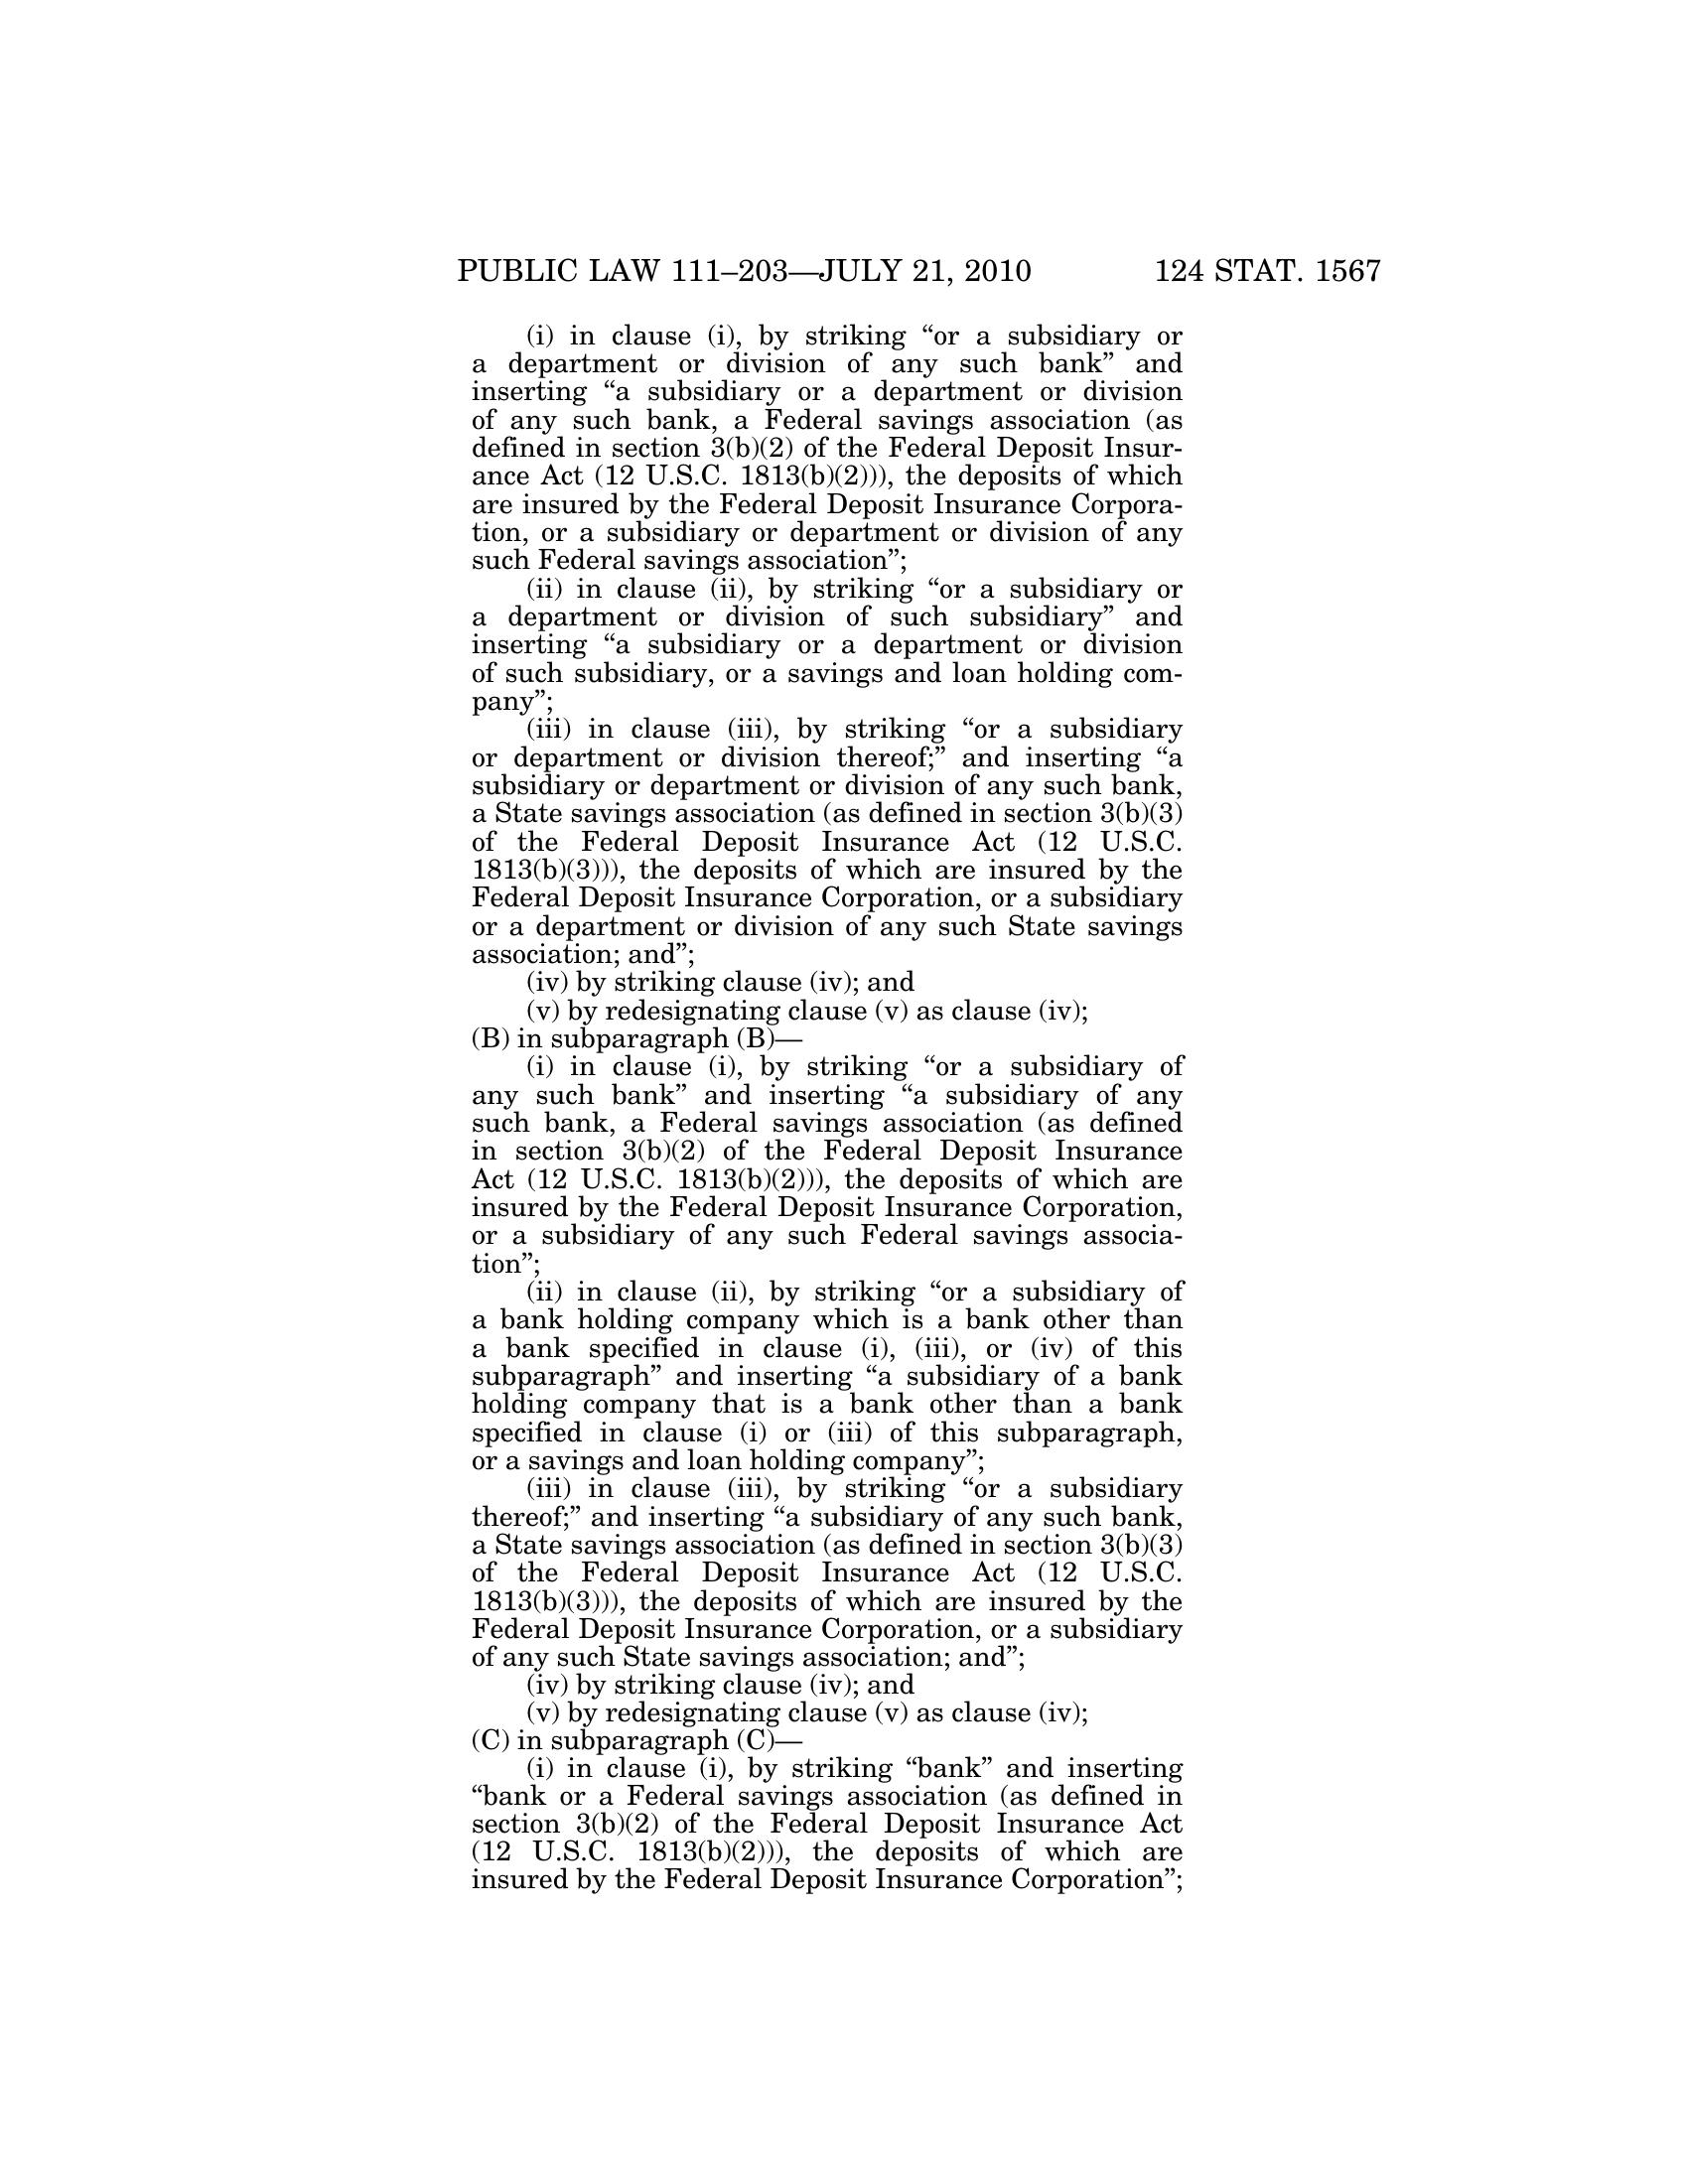 PUBLIC LAW 111–203—JULY 21, 2010 124 STAT. 1567
(i) in clause (i), by striking “or a subsidiary or
a department or division of any such bank” and
inserting “a subsidiary or a department or division
of any such bank, a Federal savings association (as
defined in section 3(b)(2) of the Federal Deposit Insur-
ance Act (12 U.S.C. 1813(b)(2))), the deposits of which
are insured by the Federal Deposit Insurance Corpora-
tion, or a subsidiary or department or division of any
such Federal savings association”;
(ii) in clause (ii), by striking “or a subsidiary or
a department or division of such subsidiary” and
inserting “a subsidiary or a department or division
of such subsidiary, or a savings and loan holding com-
pany”;
(iii) in clause (iii), by striking “or a subsidiary
or department or division thereof;” and inserting “a
subsidiary or department or division of any such bank,
a State savings association (as defined in section 3(b)(3)
of the Federal Deposit Insurance Act (12 U.S.C.
1813(b)(3))), the deposits of which are insured by the
Federal Deposit Insurance Corporation, or a subsidiary
or a department or division of any such State savings
association; and”;
(iv) by striking clause (iv); and
(v) by redesignating clause (v) as clause (iv);
(B) in subparagraph (B)—
(i) in clause (i), by striking “or a subsidiary of
any such bank” and inserting “a subsidiary of any
such bank, a Federal savings association (as defined
in section 3(b)(2) of the Federal Deposit Insurance
Act (12 U.S.C. 1813(b)(2))), the deposits of which are
insured by the Federal Deposit Insurance Corporation,
or a subsidiary of any such Federal savings associa-
tion”;
(ii) in clause (ii), by striking “or a subsidiary of
a bank holding company which is a bank other than
a bank specified in clause (i), (iii), or (iv) of this
subparagraph” and inserting “a subsidiary of a bank
holding company that is a bank other than a bank
specified in clause (i) or (iii) of this subparagraph,
or a savings and loan holding company”;
(iii) in clause (iii), by striking “or a subsidiary
thereof;” and inserting “a subsidiary of any such bank,
a State savings association (as defined in section 3(b)(3)
of the Federal Deposit Insurance Act (12 U.S.C.
1813(b)(3))), the deposits of which are insured by the
Federal Deposit Insurance Corporation, or a subsidiary
of any such State savings association; and”;
(iv) by striking clause (iv); and
(v) by redesignating clause (v) as clause (iv);
(C) in subparagraph (C)—
(i) in clause (i), by striking “bank” and inserting
“bank or a Federal savings association (as defined in
section 3(b)(2) of the Federal Deposit Insurance Act
(12 U.S.C. 1813(b)(2))), the deposits of which are
insured by the Federal Deposit Insurance Corporation”;